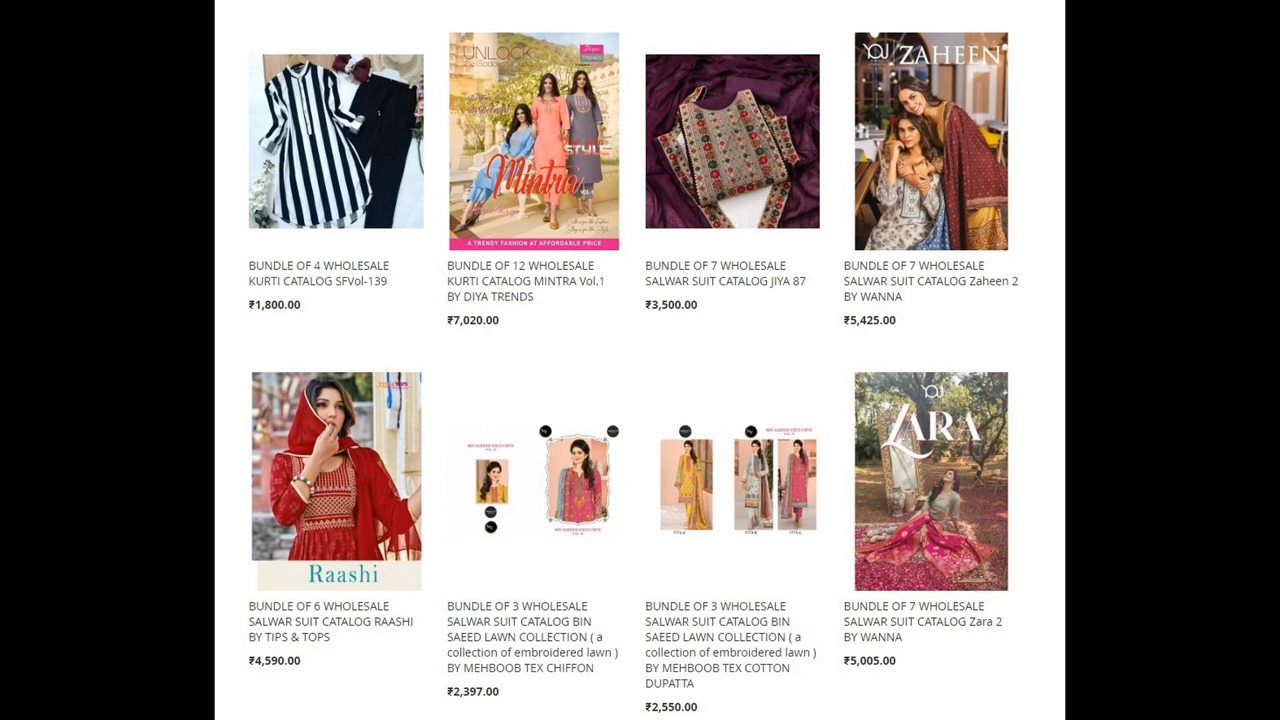 UNLOCK
TRENDS
STYLE
Mintra
VOL-1
A TRENDY FASHION AT AFFORDABLE PRICE
YOU
ZAHEEN
BUNDLE OF 4 WHOLESALE
KURTI CATALOG SFVol-139
₹1,800.00
BUNDLE OF 12 WHOLESALE
KURTI CATALOG MINTRA Vol.1
BY DIYA TRENDS
₹7,020.00
BUNDLE OF 7 WHOLESALE
SALWAR SUIT CATALOG JIYA 87
₹3,500.00
BUNDLE OF 7 WHOLESALE
SALWAR SUIT CATALOG Zaheen 2
BY WANNA
₹5,425.00
Raashi
YOU
ZARA
BUNDLE OF 6 WHOLESALE
SALWAR SUIT CATALOG RAASHI
BY TIPS & TOPS
₹4,590.00
BUNDLE OF 3 WHOLESALE
SALWAR SUIT CATALOG BIN
SAEED LAWN COLLECTION ( a
collection of embroidered lawn )
BY MEHBOOB TEX CHIFFON
₹2,397.00
BUNDLE OF 3 WHOLESALE
SALWAR SUIT CATALOG BIN
SAEED LAWN COLLECTION ( a
collection of embroidered lawn )
BY MEHBOOB TEX COTTON
DUPATTA
₹2,550.00
BUNDLE OF 7 WHOLESALE
SALWAR SUIT CATALOG Zara 2
BY WANNA
₹5,005.00